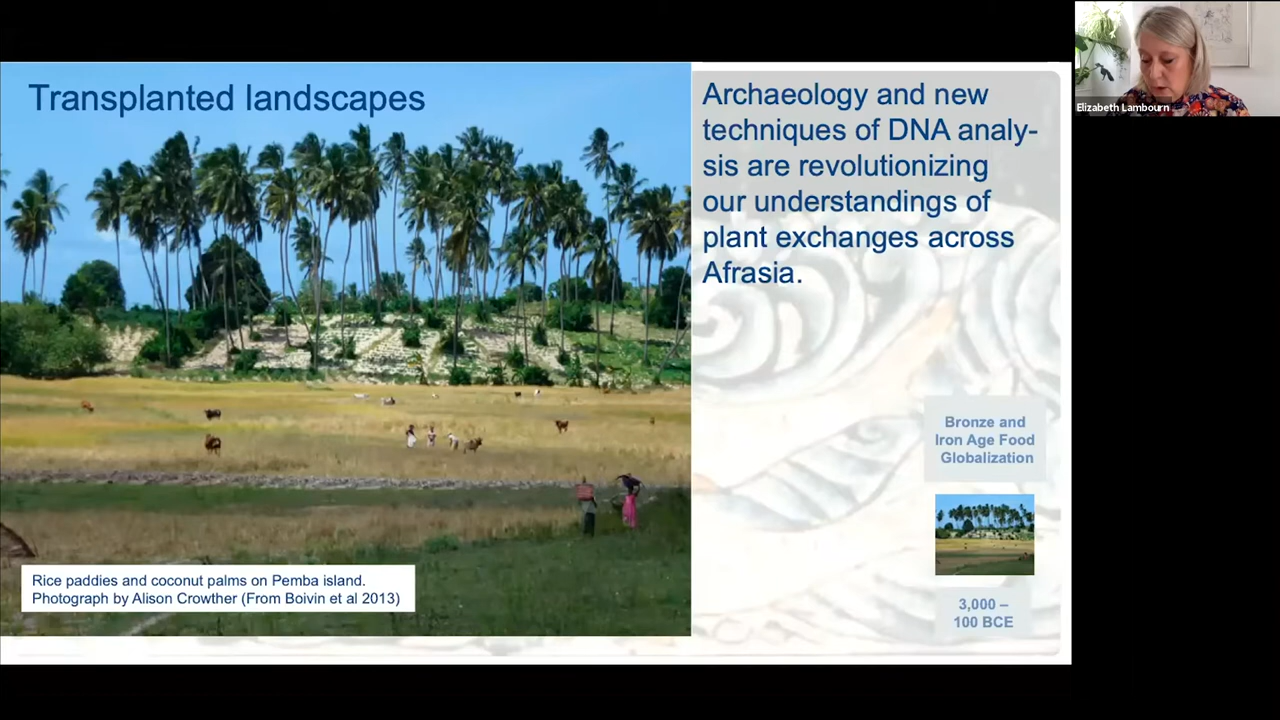 Transplanted landscapes
Archaeology and new
techniques of DNA analy-
sis are revolutionizing
our understandings of
plant exchanges across
Afrasia.
Bronze and
Iron Age Food
Globalization
3,000 –
100 BCE
Rice paddies and coconut palms on Pemba island.
Photograph by Alison Crowther (From Boivin et al 2013)
Elizabeth Lambourn